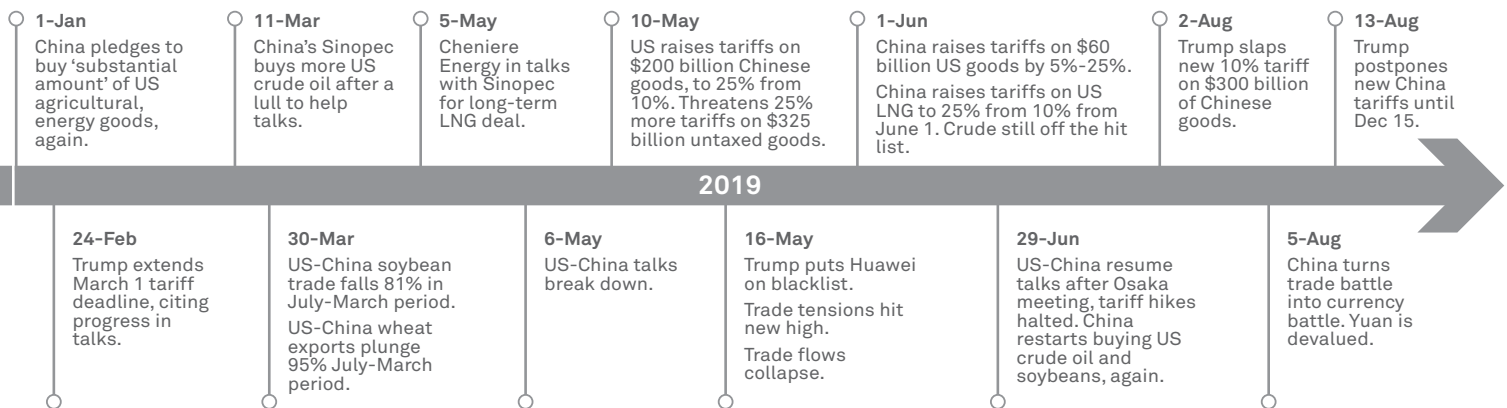 1-Jan
China pledges to
buy ‘substantial
amount’ of US
agricultural,
energy goods,
again.
11-Mar
China’s Sinopec
buys more US
crude oil after a
lull to help
talks.
5-May
Cheniere
Energy in talks
with Sinopec
for long-term
LNG deal.
10-May
US raises tariffs on
$200 billion Chinese
goods, to 25% from
10%. Threatens 25%
more tariffs on $325
billion untaxed goods.
1-Jun
China raises tariffs on $60
billion US goods by 5%-25%.
China raises tariffs on US
LNG to 25% from 10% from
June 1. Crude still off the hit
list.
2-Aug
Trump slaps
new 10% tariff
on $300 billion
of Chinese
goods.
13-Aug
Trump
postpones
new China
tariffs until
Dec 15.
2019
24-Feb
Trump extends
March 1 tariff
deadline, citing
progress in
talks.
30-Mar
US-China soybean
trade falls 81% in
July-March period.
US-China wheat
exports plunge
95% July-March
period.
6-May
US-China talks
break down.
16-May
Trump puts Huawei
on blacklist.
Trade tensions hit
new high.
Trade flows
collapse.
29-Jun
US-China resume
talks after Osaka
meeting, tariff hikes
halted. China
restarts buying US
crude oil and
soybeans, again.
5-Aug
China turns
trade battle
into currency
battle. Yuan is
devalued.